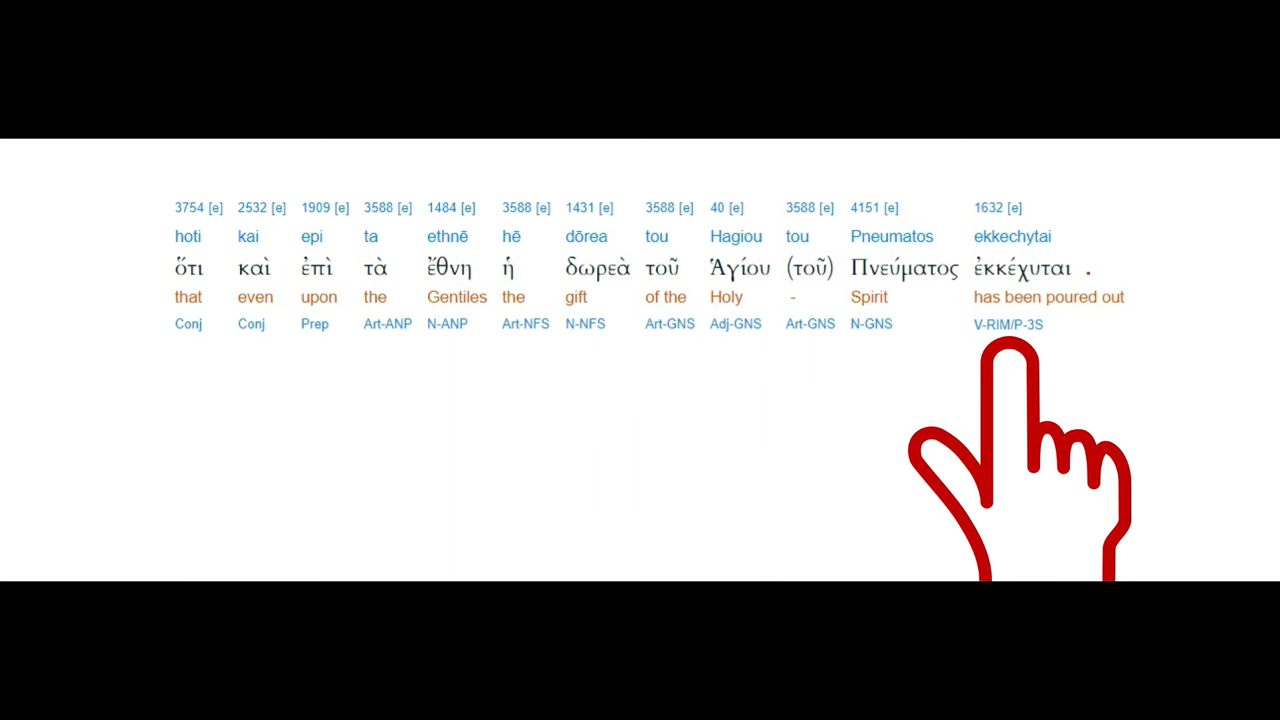 3754 [e] 2532 [e] 1909 [e] 3588 [e] 1484 [e] 3588 [e] 1431 [e] 3588 [e] 40 [e] 3588 [e] 4151 [e] 1632 [e]
hoti kai epi ta ethnē hē dōrea tou Hagiou tou Pneumatos ekkechytai
ὅτι καὶ ἐπὶ τὰ ἔθνη ἡ δωρεὰ τοῦ Ἁγίου (τοῦ) Πνεύματος ἐκκέχυται .
that even upon the Gentiles the gift of the Holy - Spirit has been poured out
Conj Conj Prep Art-ANP N-ANP Art-NFS N-NFS Art-GNS Adj-GNS Art-GNS N-GNS V-RIM/P-3S